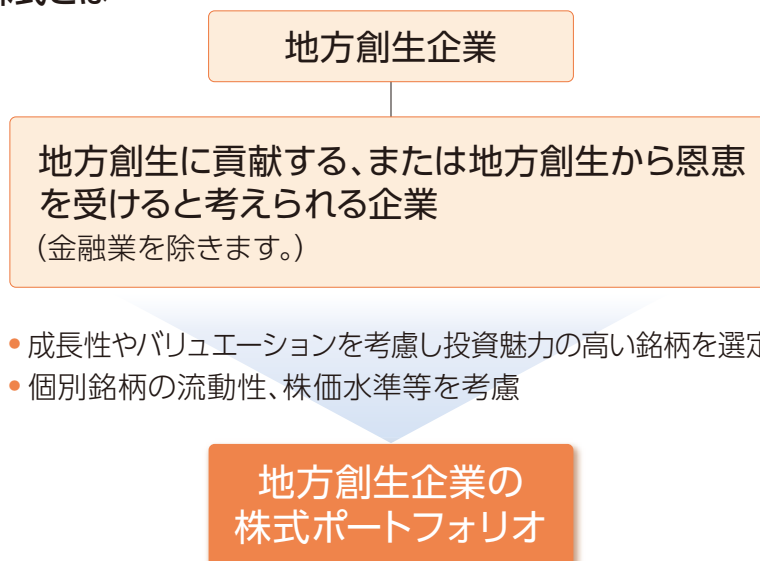 株式とは
地方創生企業
地方創生に貢献する、または地方創生から恩恵
を受けると考えられる企業
（金融業を除きます。）
• 成長性やバリュエーションを考慮し投資魅力の高い銘柄を選定
• 個別銘柄の流動性、株価水準等を考慮
地方創生企業の
株式ポートフォリオ